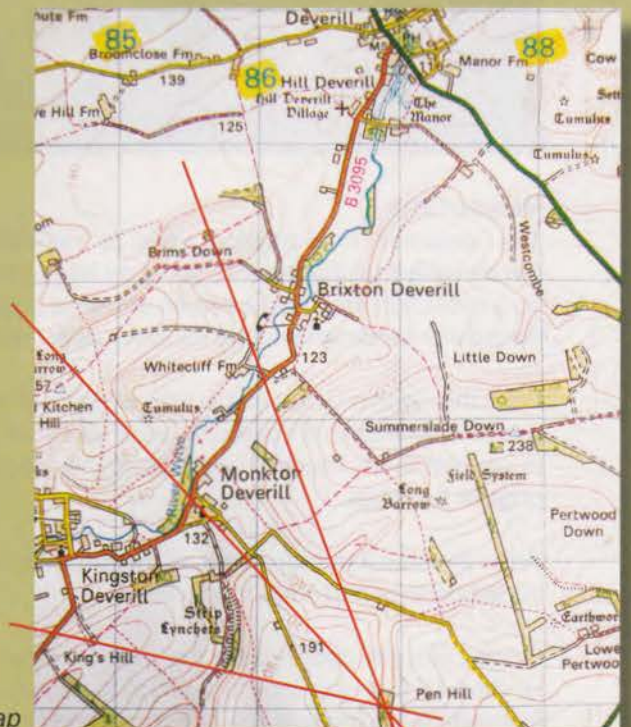 Deverill
85
88
Broomclose Fm
Manor Fm
Cow
139
86
Hill Deverill
Hill Deverill
Village
The
Manor
Tumulus
125
Tumulus
B 3095
Westcombe
Brims Down
Brixton Deverill
Long
Barrow
Whitecliff Fm
123
Little Down
Kitchen
Hill
Tumulus
Summerslade Down
238
River Wylye
Monkton
Deverill
Field System
Long
Barrow
Pertwood
Down
132
Kingston
Deverill
Strip
Lynchets
King's Hill
191
Pen Hill